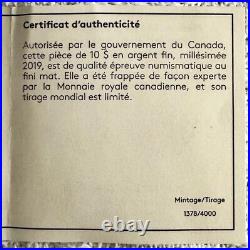 Certificat d'authenticité
Autorisée par le gouvernement du Canada,
cette pièce de 10 $ en argent fin, millésimée
2019, est de qualité épreuve numismatique au
fini mat. Elle a été frappée de façon experte
par la Monnaie royale canadienne, et son
tirage mondial est limité.
Mintage/Tirage
1378/4000